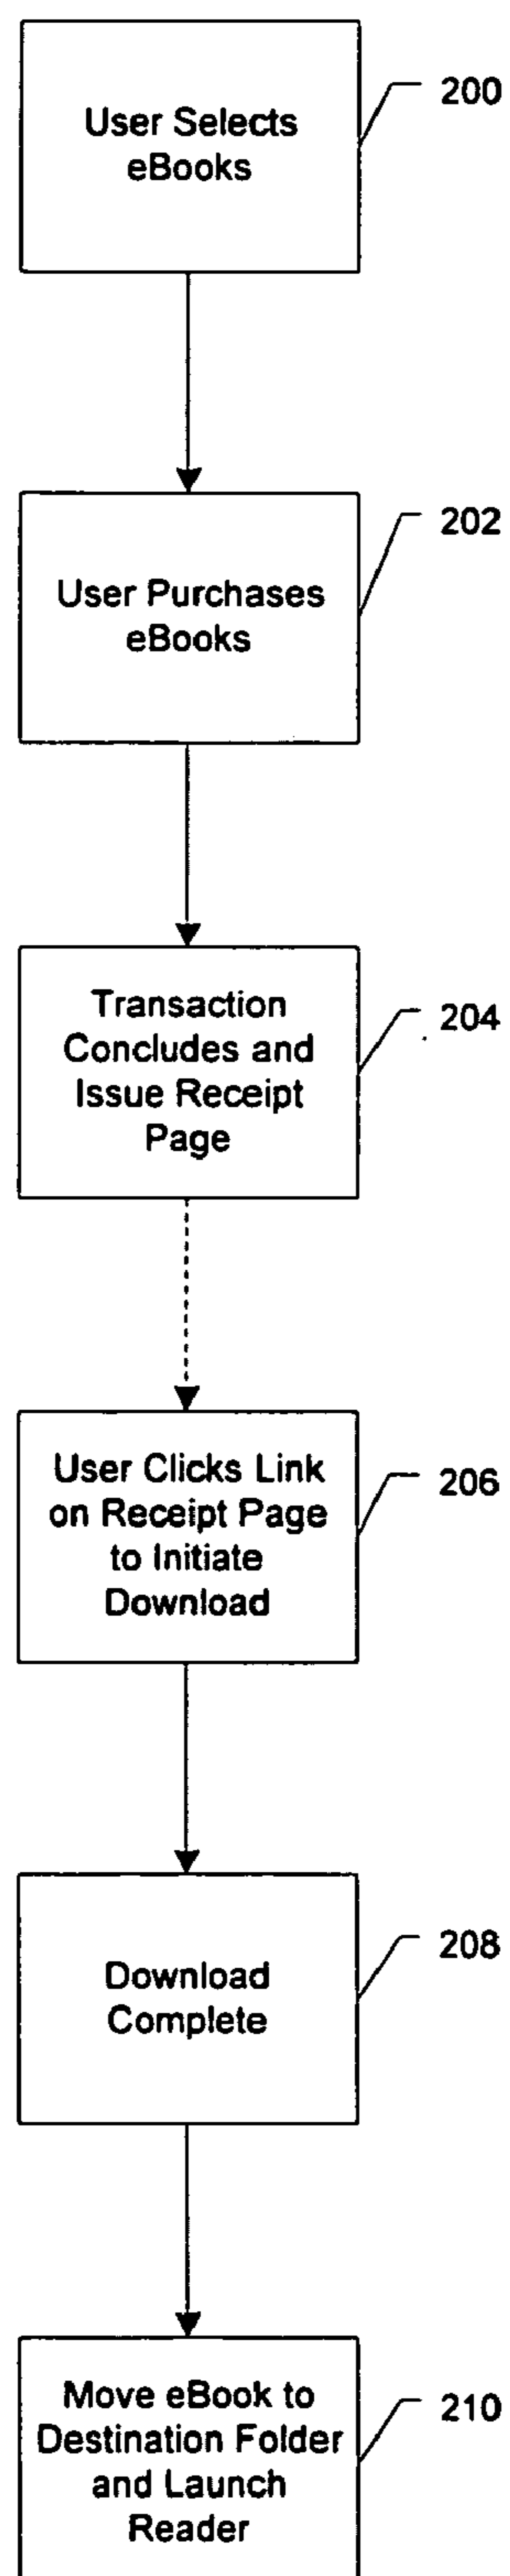 User Selects
eBooks
200
User Purchases
eBooks
202
Transaction
Concludes and
Issue Receipt
Page
204
User Clicks Link
on Receipt Page
to Initiate
Download
206
Download
Complete
208
Move eBook to
Destination Folder
and Launch
Reader
210